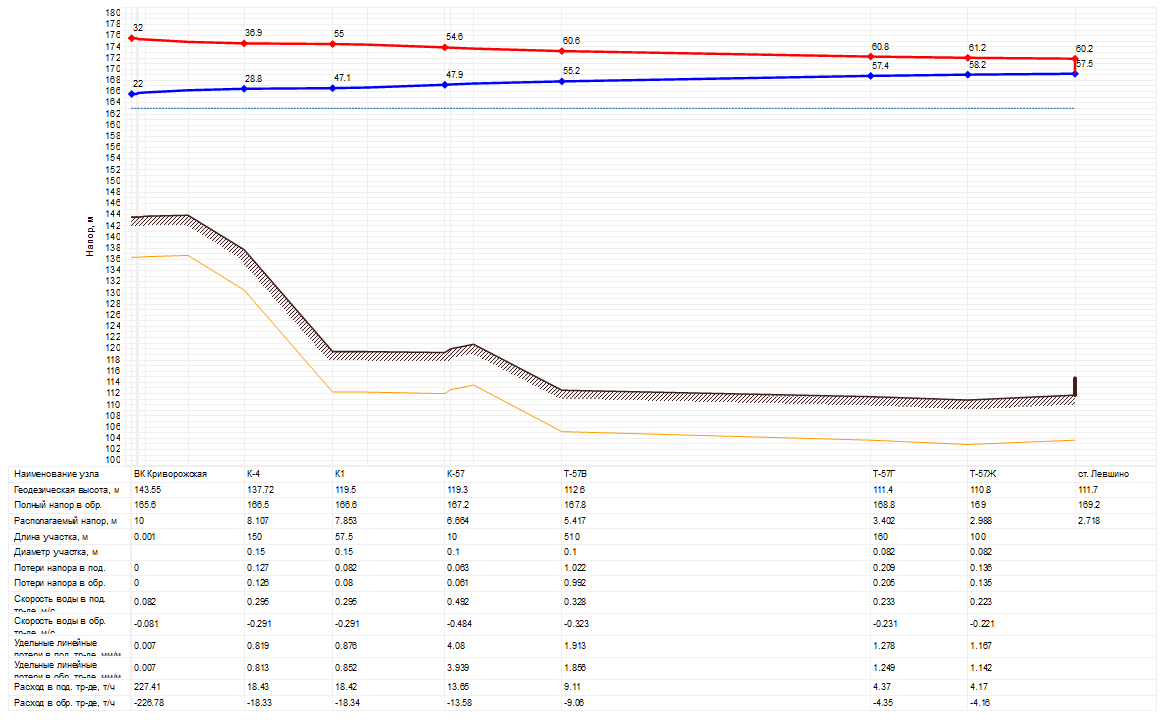 180
178
176
174
172
170
168
166
164
162
160
158
156
154
152
150
148
146
144
142
140
138
136
134
132
130
128
126
124
122
120
118
116
114
112
110
108
106
104
102
100
Напор, м
32 36.9 55 54.6 60.6 60.8 61.2 60.2
22 28.8 47.1 47.9 55.2 57.4 58.2 57.5
Наименование узла ВК Криворожская К-4 К1 К-57 Т-57В Т-57Г Т-57Ж ст. Левшино
Геодезическая высота, м 143.55 137.72 119.5 119.3 112.6 111.4 110.8 111.7
Полный напор в обр. 165.6 166.5 166.6 167.2 167.8 168.8 169 169.2
Располагаемый напор, м 10 8.107 7.853 6.664 5.417 3.402 2.988 2.718
Длина участка, м 0.001 150 57.5 10 510 160 100
Диаметр участка, м 0.15 0.15 0.1 0.1 0.082 0.082
Потери напора в под. 0 0.127 0.082 0.063 1.022 0.209 0.136
Потери напора в обр. 0 0.126 0.08 0.061 0.992 0.205 0.135
Скорость воды в под. 0.082 0.295 0.295 0.492 0.328 0.233 0.223
тр-де, м/с
Скорость воды в обр. -0.081 -0.291 -0.291 -0.484 -0.323 -0.231 -0.221
тр-де, м/с
Удельные линейные 0.007 0.819 0.876 4.08 1.913 1.278 1.167
потери в под. тр-де, мм/м
Удельные линейные 0.007 0.813 0.852 3.939 1.856 1.249 1.142
потери в обр. тр-де, мм/м
Расход в под. тр-де, т/ч 227.41 18.43 18.42 13.65 9.11 4.37 4.17
Расход в обр. тр-де, т/ч -226.78 -18.33 -18.34 -13.58 -9.06 -4.35 -4.16